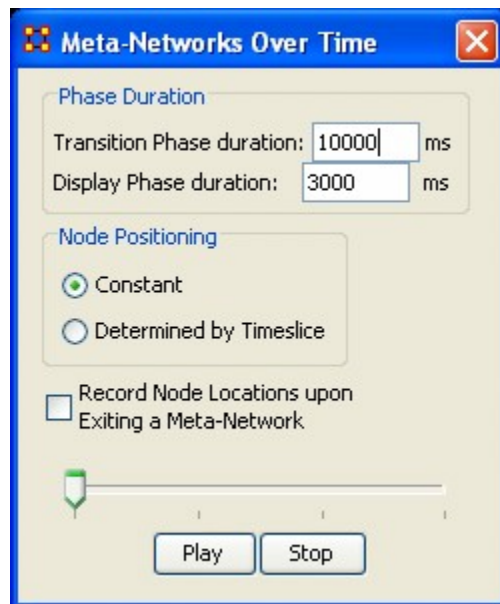 Meta-Networks Over Time
Phase Duration
Transition Phase duration: 10000 ms
Display Phase duration: 3000 ms
Node Positioning
Constant
Determined by Timeslice
Record Node Locations upon
Exiting a Meta-Network
Play Stop